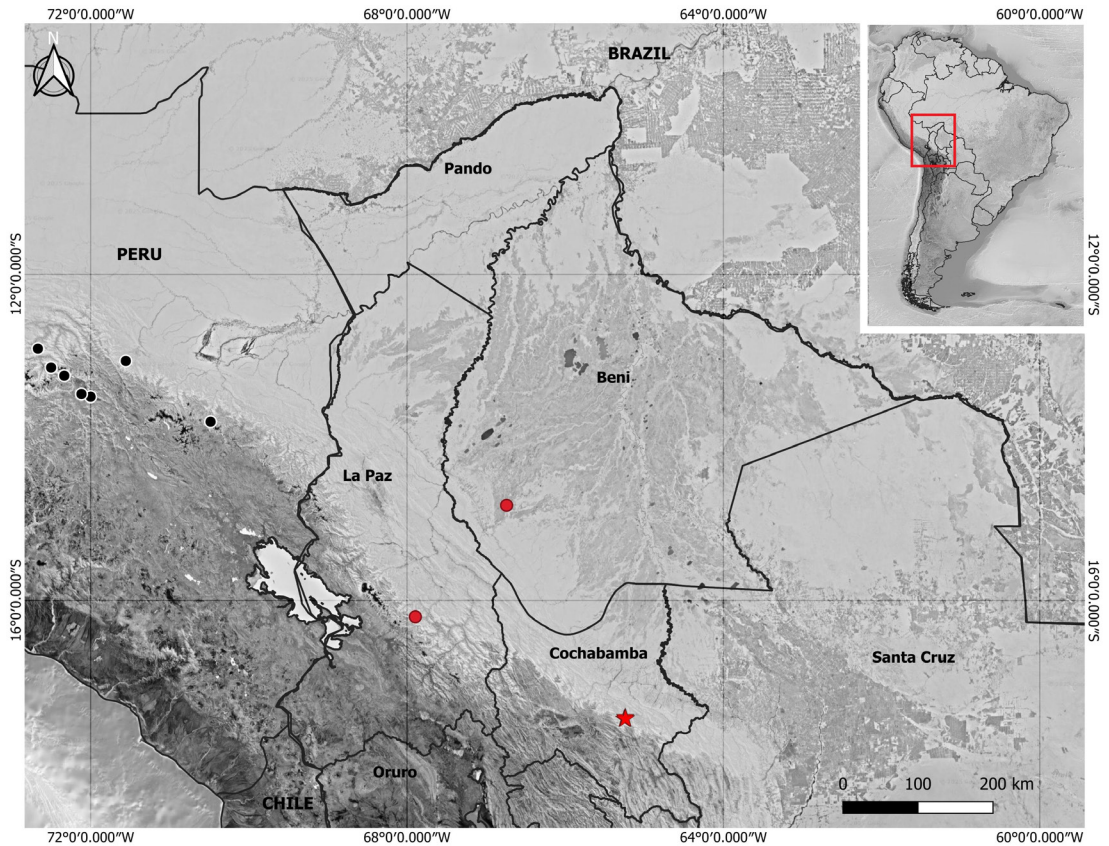 72°0'0.000"W 68°0'0.000"W 64°0'0.000"W 60°0'0.000"W
N
BRAZIL
Pando
PERU
12°0'0.000"S
12°0'0.000"S
Beni
La Paz
16°0'0.000"S
16°0'0.000"S
Cochabamba
Santa Cruz
Oruro
CHILE
0 100 200 km
72°0'0.000"W 68°0'0.000"W 64°0'0.000"W 60°0'0.000"W